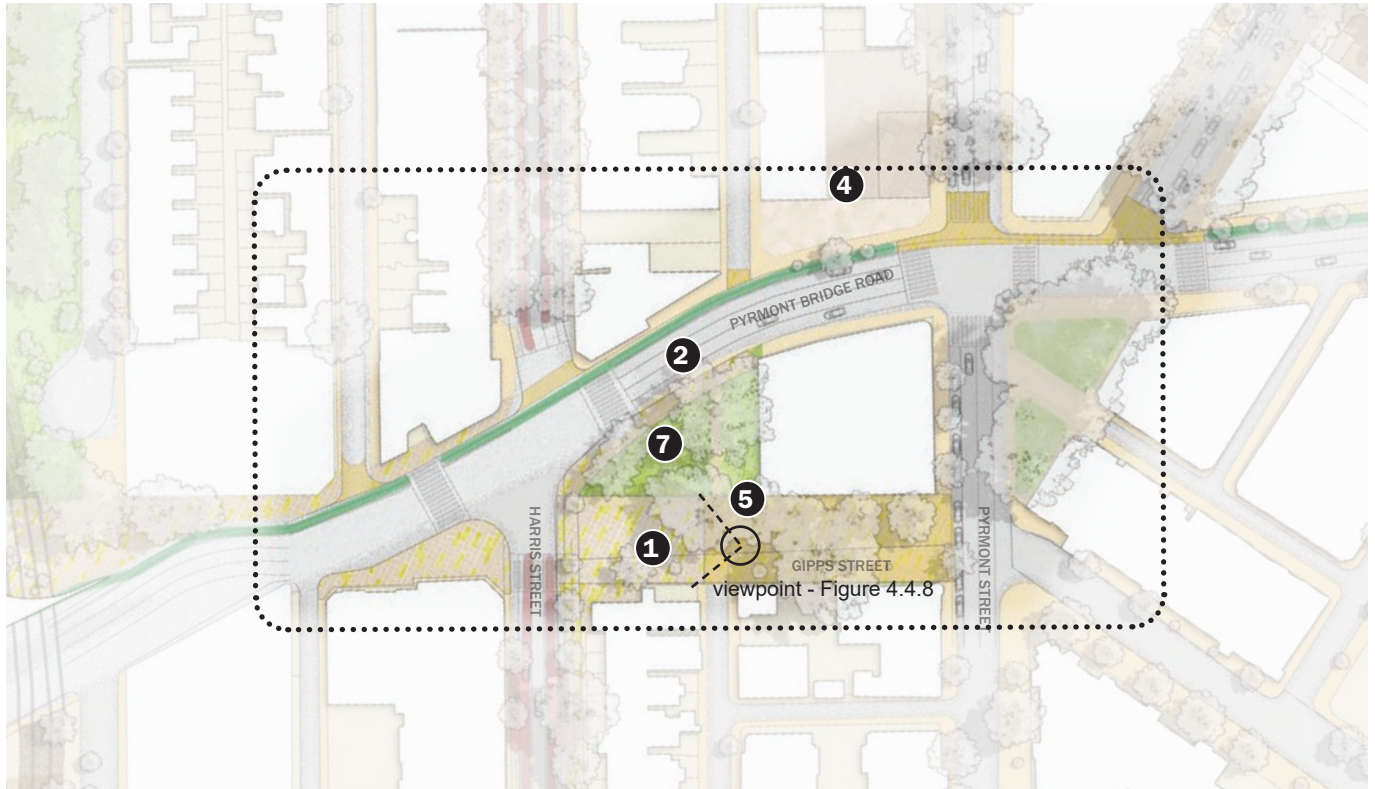 4
PYRMONT BRIDGE ROAD
2
7
5
HARRIS STREET
1
PYRMONT STREET
GIPPS STREET
viewpoint - Figure 4.4.8